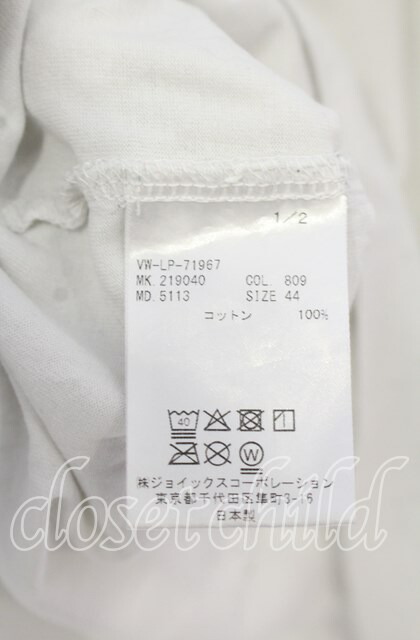 1/2
VW-LP-71967
MK. 219040 COL. 809
MD. 5113 SIZE 44
コットン 100%
40
W
株ジョイックスコーポレーション
東京都千代田区隼町3-16
日本製
closet child